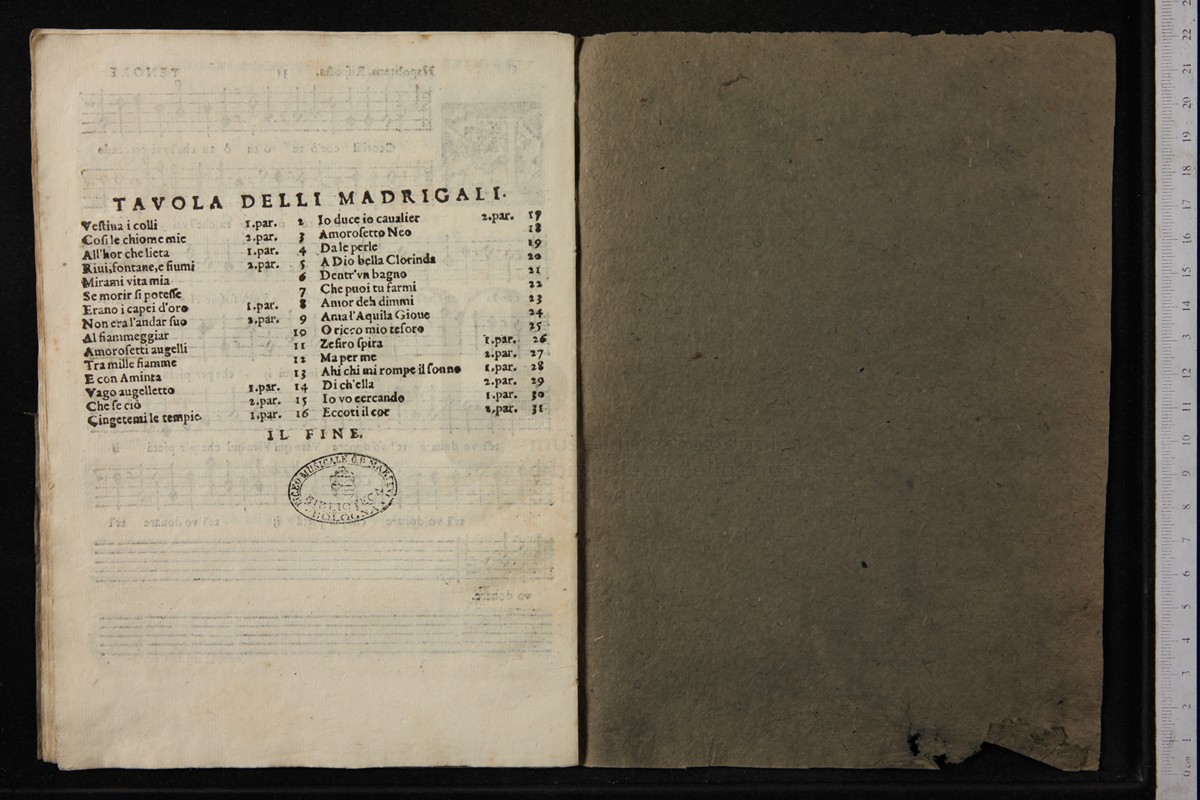 TAVOLA DELLI MADRIGALI.
Vestiua i colli 1.par. 2
Cosi le chiome mie 2.par. 3
All'hor che lieta 1.par. 4
Riui,fontane,e fiumi 2.par. 5
Mirami vita mia 6
Se morir si potesse 7
Erano i capei d'oro 1.par. 8
Non era l'andar suo 2.par. 9
Al fiammeggiar 10
Amorosetti augelli 11
Tra mille fiamme 12
E con Aminta 13
Vago augelletto 1.par. 14
Che se ciò 2.par. 15
Cingetemi le tempie. 1.par. 16
Io duce io caualier 2.par. 17
Amorosetto Neo 18
Da le perle 19
A Dio bella Clorinda 20
Dentr'vn bagno 21
Che puoi tu farmi 22
Amor deh dimmi 23
Ama l'Aquila Gioue 24
O ricco mio tesoro 25
Zefiro spira 1.par. 26
Ma per me 2.par. 27
Ahi chi mi rompe il sonno 1.par. 28
Di ch'ella 2.par. 29
Io vo cercando 1.par. 30
Eccoti il cor 2.par. 31
IL FINE.
LICEO MUSICALE G.B. MARTINI
BIBLIOTECA
BOLOGNA